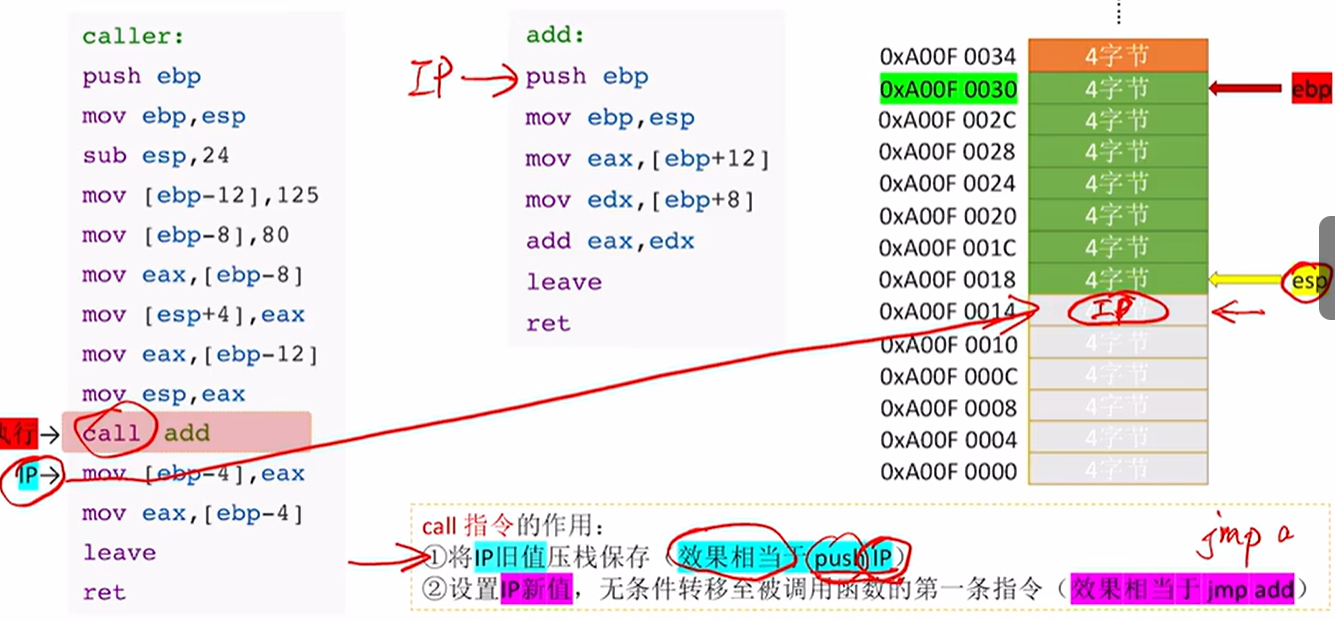 caller:
push ebp
mov ebp,esp
sub esp,24
mov [ebp-12],125
mov [ebp-8],80
mov eax,[ebp-8]
mov [esp+4],eax
mov eax,[ebp-12]
mov esp,eax
执行→ call add
IP→ mov [ebp-4],eax
mov eax,[ebp-4]
leave
ret
add:
IP → push ebp
mov ebp,esp
mov eax,[ebp+12]
mov edx,[ebp+8]
add eax,edx
leave
ret
0xA00F 0034 4字节
0xA00F 0030 4字节 ebp
0xA00F 002C 4字节
0xA00F 0028 4字节
0xA00F 0024 4字节
0xA00F 0020 4字节
0xA00F 001C 4字节
0xA00F 0018 4字节 esp
0xA00F 0014 IP
0xA00F 0010 4字节
0xA00F 000C 4字节
0xA00F 0008 4字节
0xA00F 0004 4字节
0xA00F 0000 4字节
call 指令的作用:
jmp a
①将IP旧值压栈保存（效果相当于 push IP）
②设置IP新值，无条件转移至被调用函数的第一条指令（效果相当于 jmp add）